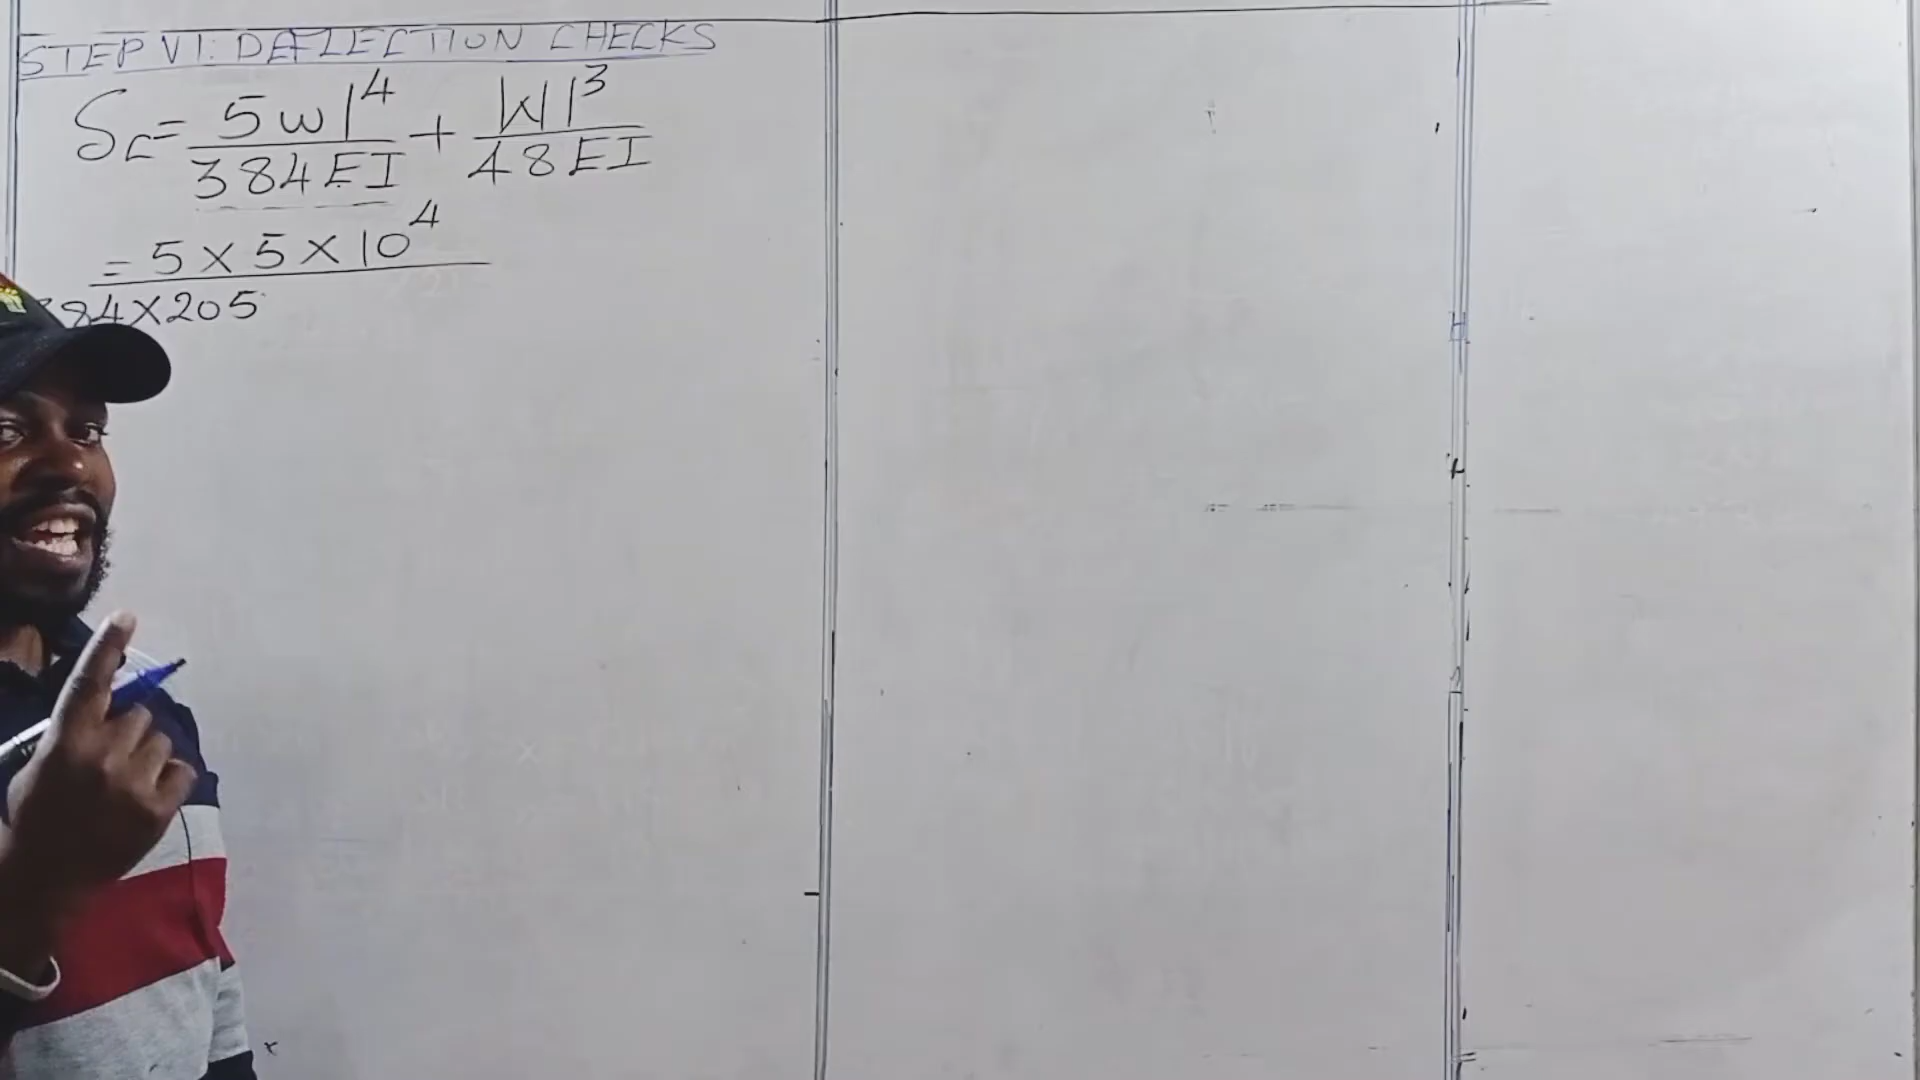 STEP VI: DEFLECTION CHECKS
δc = 5wl⁴/384EI + Wl³/48EI
= 5 × 5 × 10⁴
84 × 205